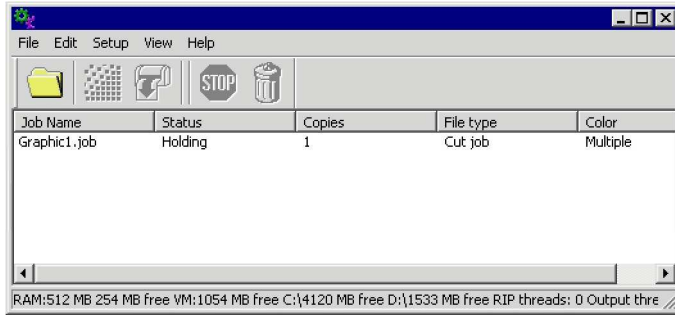 File Edit Setup View Help
STOP
Job Name Status Copies File type Color
Graphic1.job Holding 1 Cut job Multiple
RAM:512 MB 254 MB free VM:1054 MB free C:\4120 MB free D:\1533 MB free RIP threads: 0 Output thre